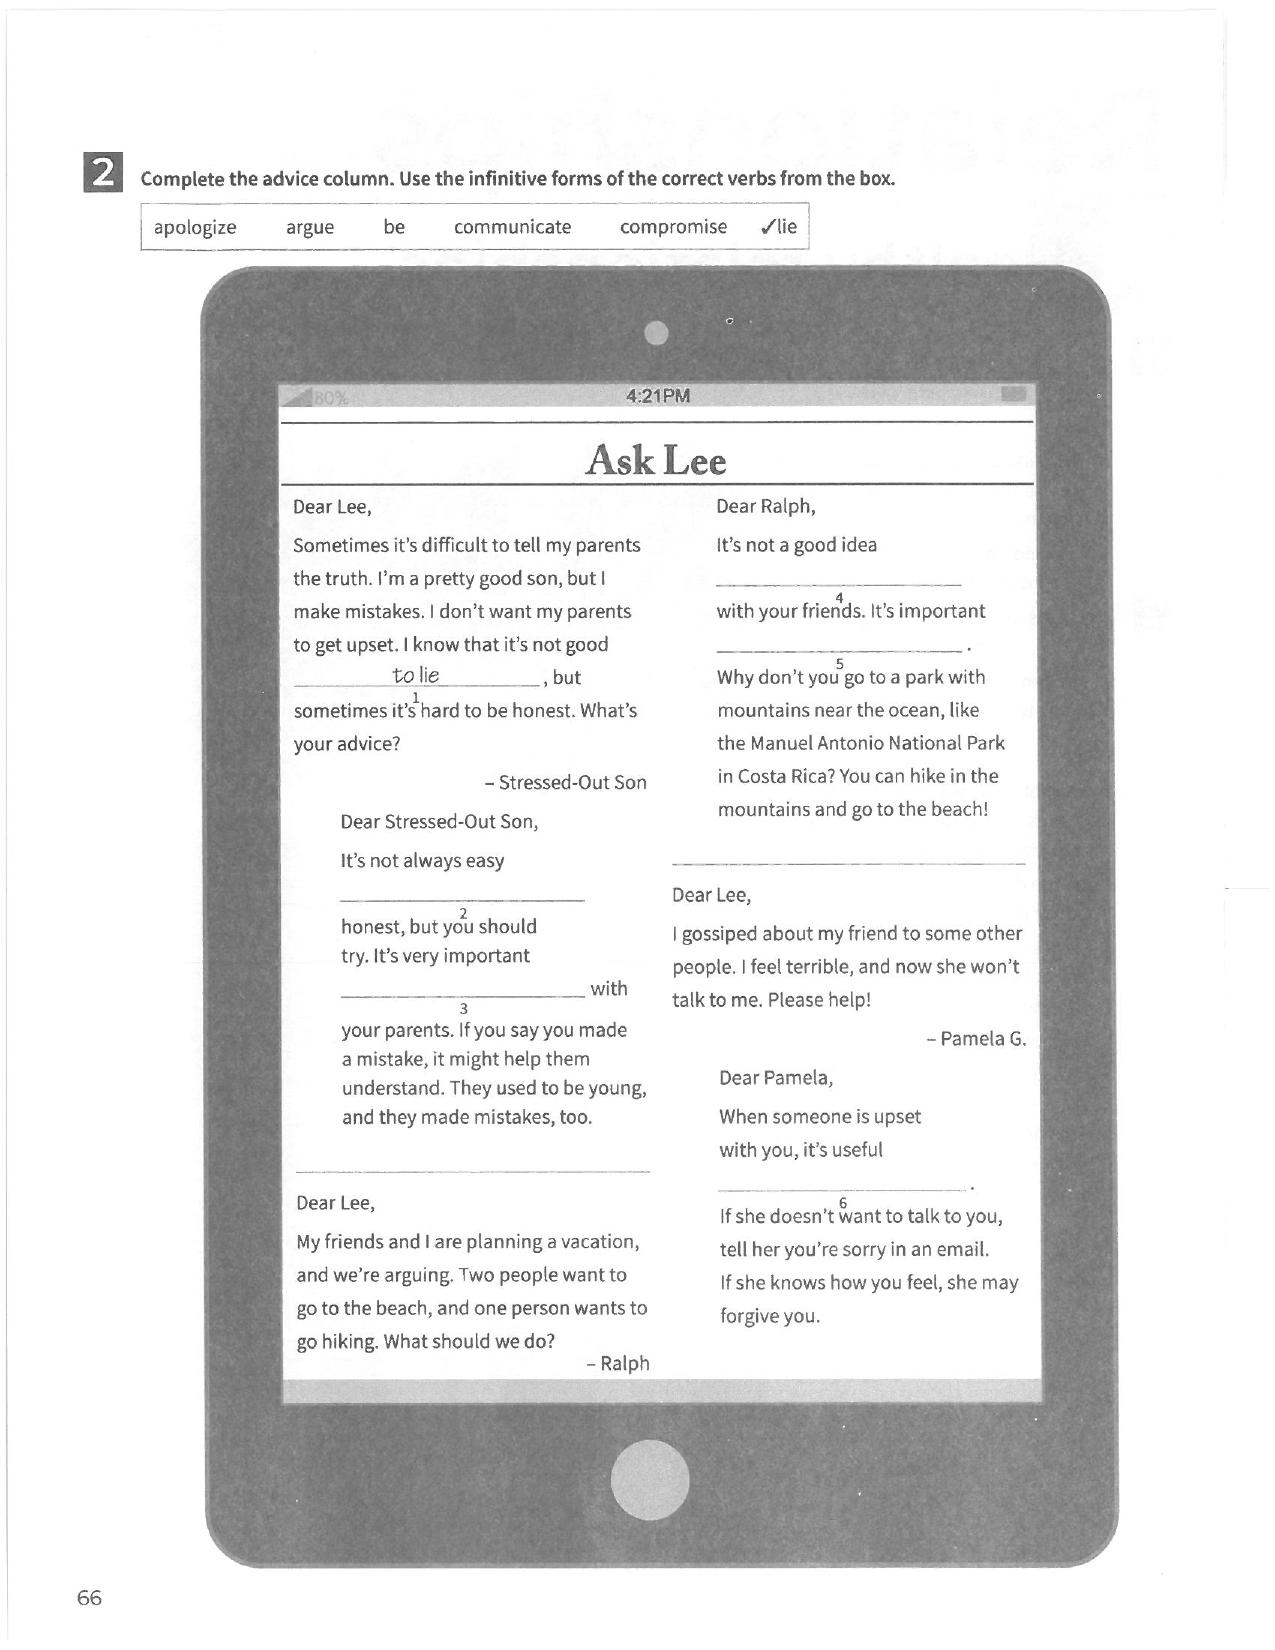 2 Complete the advice column. Use the infinitive forms of the correct verbs from the box.
apologize argue be communicate compromise ✓lie
80% 4:21PM
Ask Lee
Dear Lee,
Sometimes it's difficult to tell my parents
the truth. I'm a pretty good son, but I
make mistakes. I don't want my parents
to get upset. I know that it's not good
to lie, but
1
sometimes it's hard to be honest. What's
your advice?
– Stressed-Out Son
Dear Stressed-Out Son,
It's not always easy
2
honest, but you should
try. It's very important
with
3
your parents. If you say you made
a mistake, it might help them
understand. They used to be young,
and they made mistakes, too.
Dear Lee,
My friends and I are planning a vacation,
and we're arguing. Two people want to
go to the beach, and one person wants to
go hiking. What should we do?
– Ralph
Dear Ralph,
It's not a good idea
4
with your friends. It's important
.
5
Why don't you go to a park with
mountains near the ocean, like
the Manuel Antonio National Park
in Costa Rica? You can hike in the
mountains and go to the beach!
Dear Lee,
I gossiped about my friend to some other
people. I feel terrible, and now she won't
talk to me. Please help!
– Pamela G.
Dear Pamela,
When someone is upset
with you, it's useful
.
6
If she doesn't want to talk to you,
tell her you're sorry in an email.
If she knows how you feel, she may
forgive you.
66